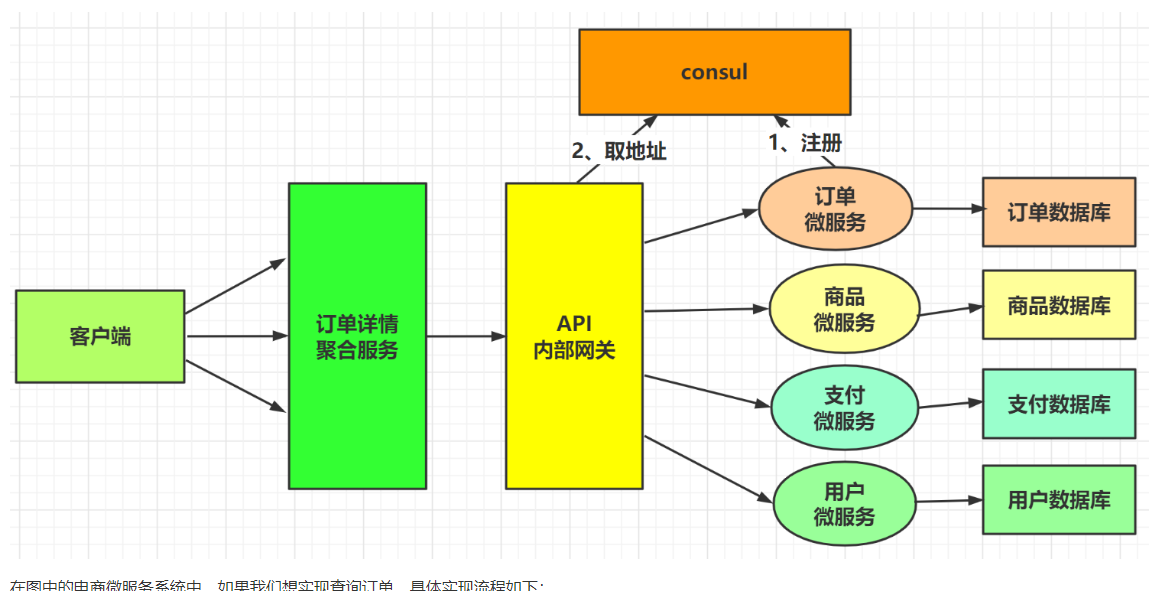 consul
2、取地址
1、注册
客户端
订单详情
聚合服务
API
内部网关
订单
微服务
订单数据库
商品
微服务
商品数据库
支付
微服务
支付数据库
用户
微服务
用户数据库
在图中的电商微服务系统中，如果我们想实现查询订单，具体实现流程如下：